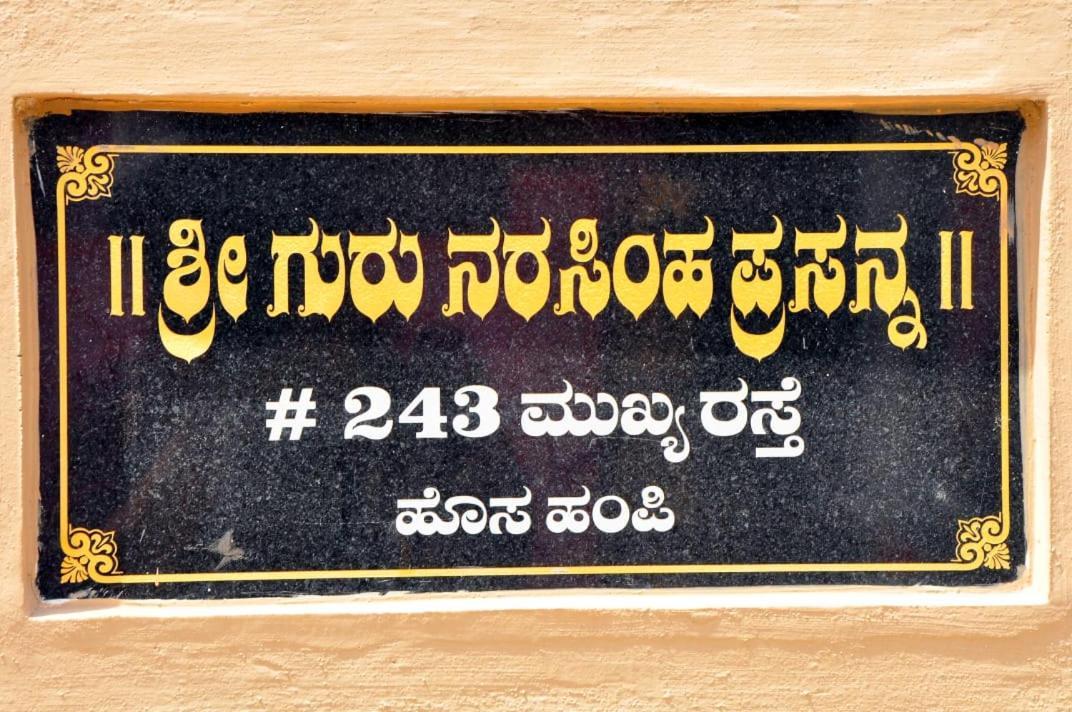 ॥ ಶ್ರೀ ಗುರು ನರಸಿಂಹ ಪ್ರಸನ್ನ ॥
# 243 ಮುಖ್ಯ ರಸ್ತೆ
ಹೊಸ ಹಂಪಿ